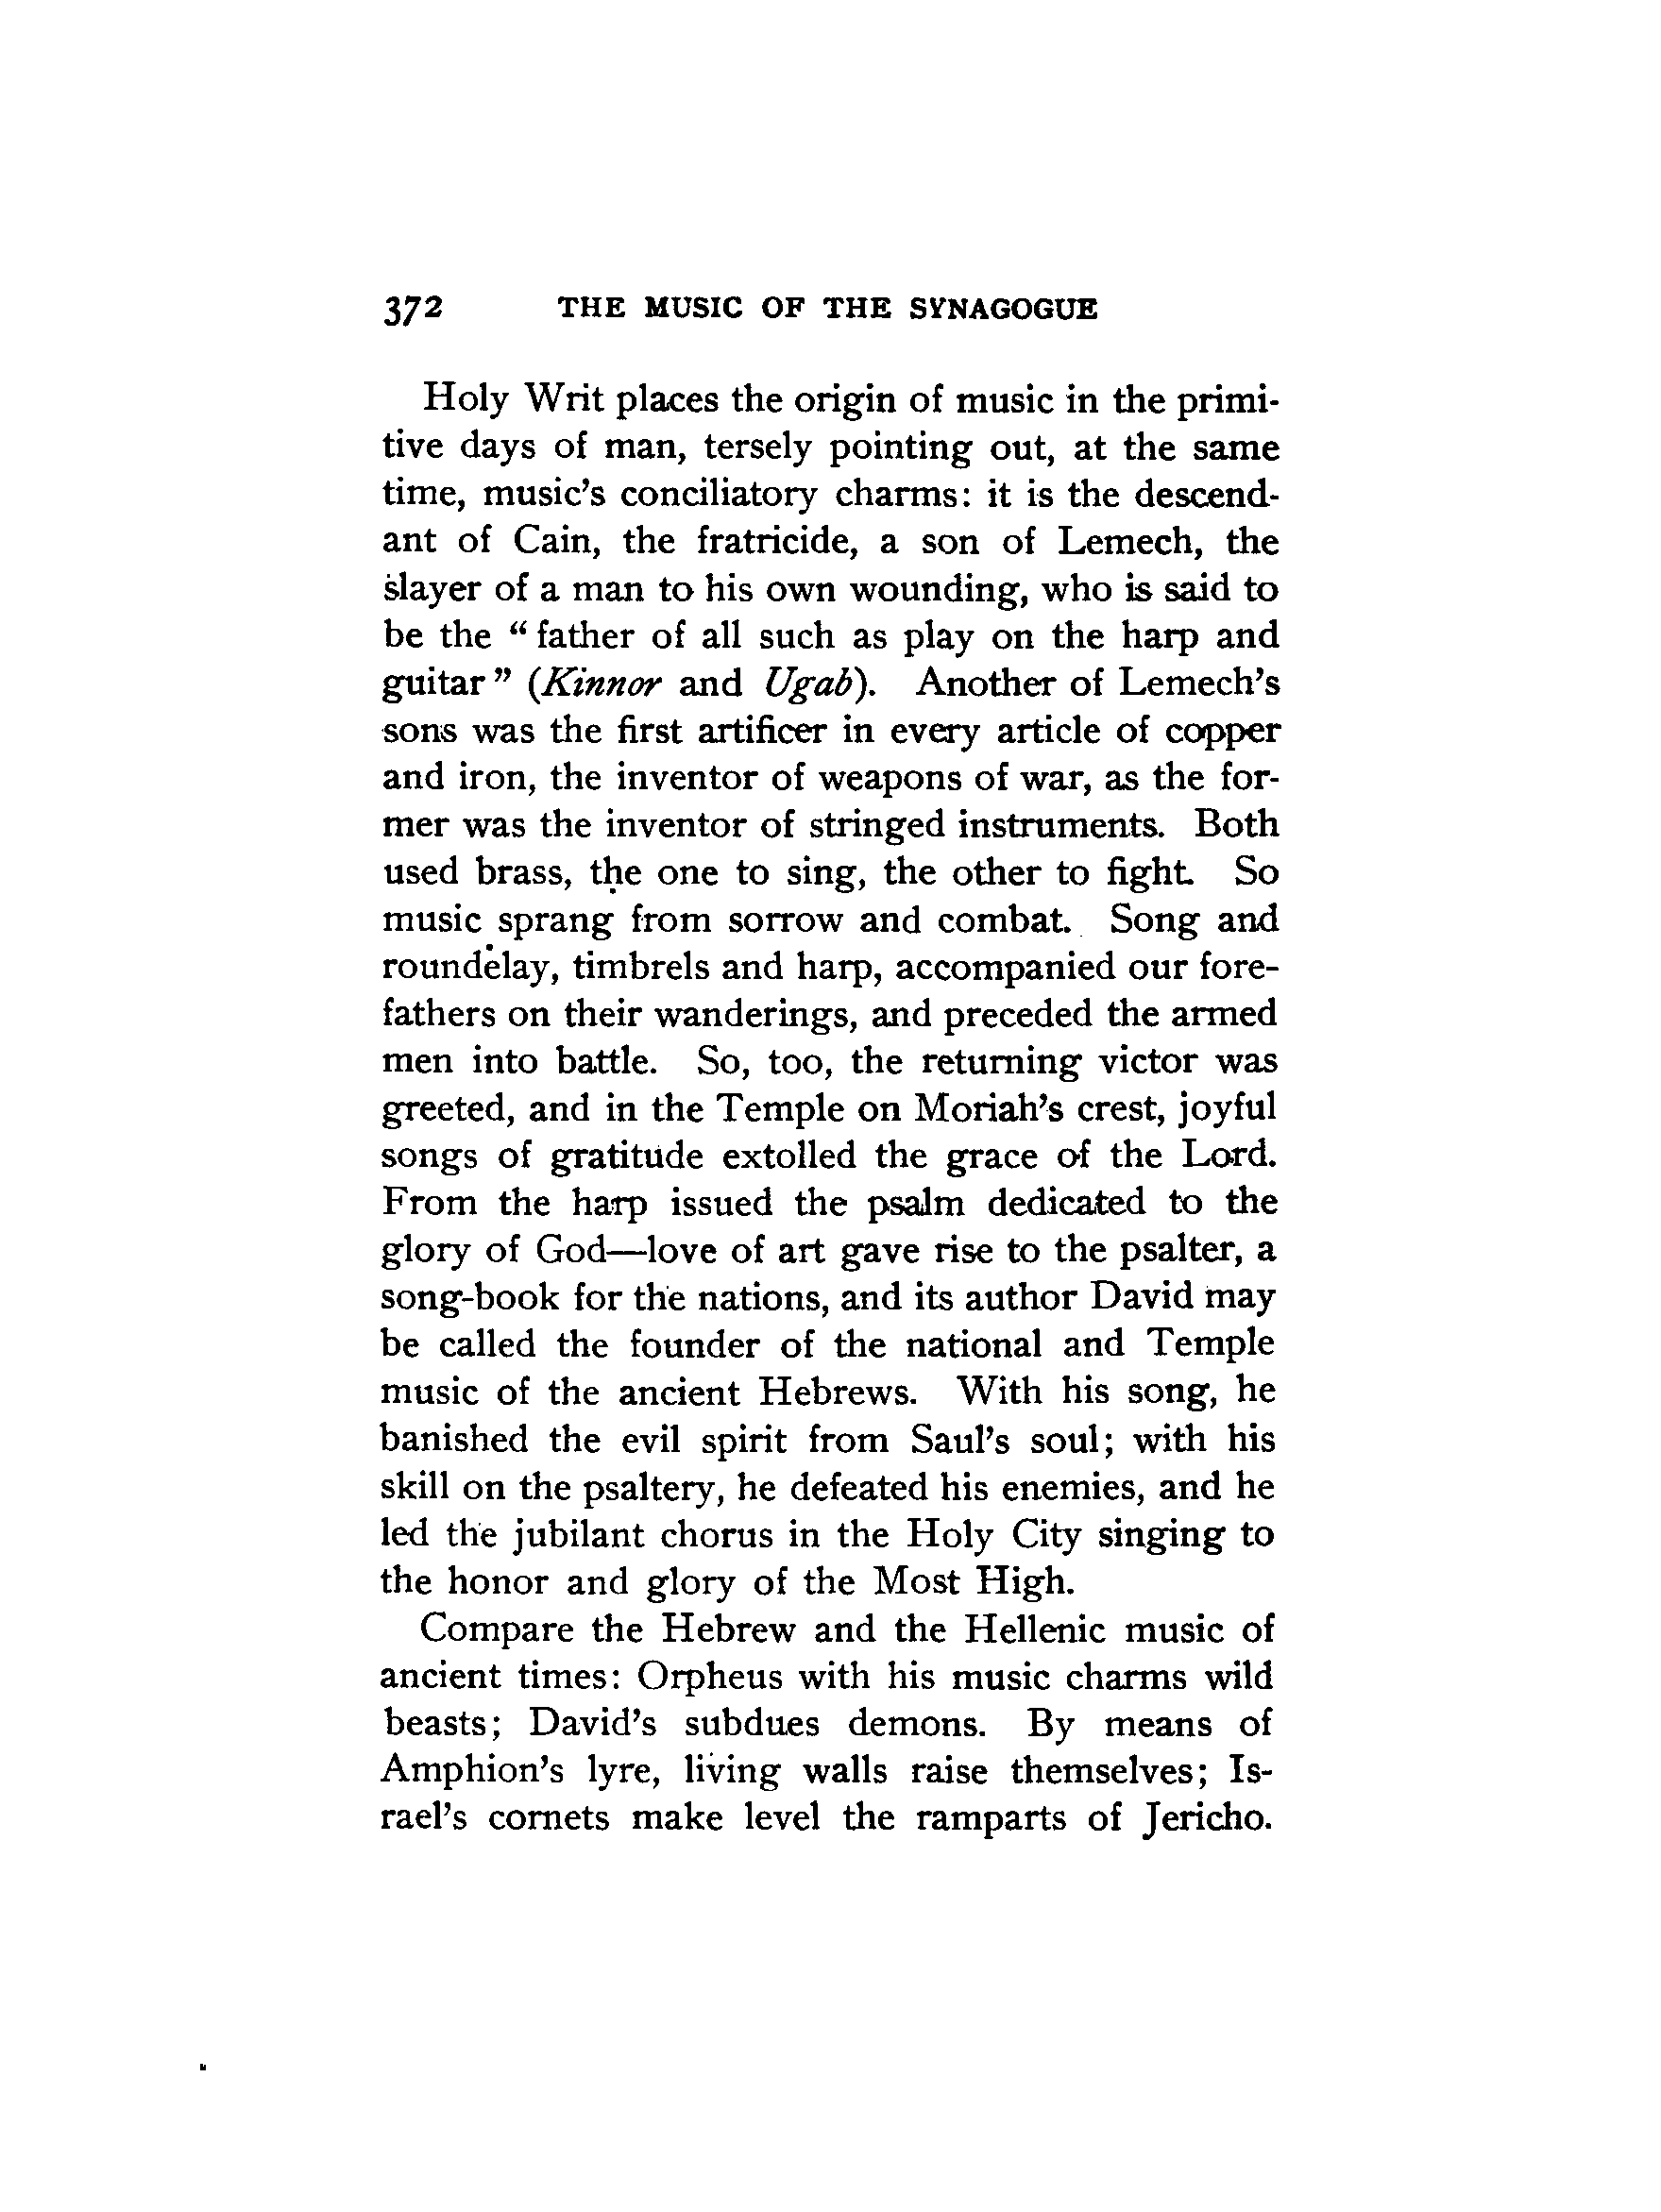 372 THE MUSIC OF THE SYNAGOGUE
Holy Writ places the origin of music in the primi-
tive days of man, tersely pointing out, at the same
time, music's conciliatory charms: it is the descend-
ant of Cain, the fratricide, a son of Lemech, the
slayer of a man to his own wounding, who is said to
be the "father of all such as play on the harp and
guitar" (Kinnor and Ugab). Another of Lemech's
sons was the first artificer in every article of copper
and iron, the inventor of weapons of war, as the for-
mer was the inventor of stringed instruments. Both
used brass, the one to sing, the other to fight. So
music sprang from sorrow and combat. Song and
roundelay, timbrels and harp, accompanied our fore-
fathers on their wanderings, and preceded the armed
men into battle. So, too, the returning victor was
greeted, and in the Temple on Moriah's crest, joyful
songs of gratitude extolled the grace of the Lord.
From the harp issued the psalm dedicated to the
glory of God—love of art gave rise to the psalter, a
song-book for the nations, and its author David may
be called the founder of the national and Temple
music of the ancient Hebrews. With his song, he
banished the evil spirit from Saul's soul; with his
skill on the psaltery, he defeated his enemies, and he
led the jubilant chorus in the Holy City singing to
the honor and glory of the Most High.
Compare the Hebrew and the Hellenic music of
ancient times: Orpheus with his music charms wild
beasts; David's subdues demons. By means of
Amphion's lyre, living walls raise themselves; Is-
rael's cornets make level the ramparts of Jericho.